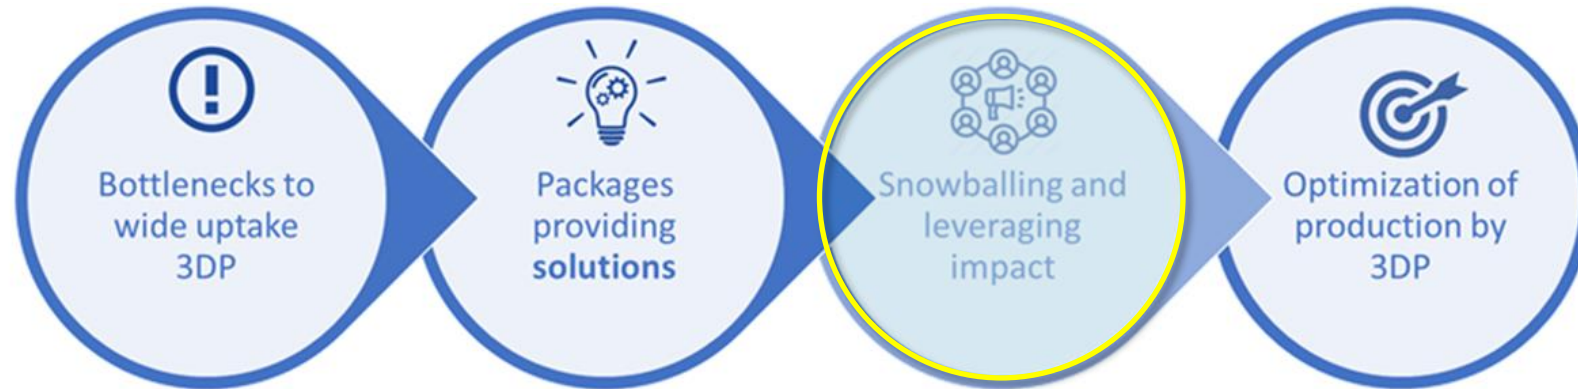 Bottlenecks to
wide uptake
3DP
Packages
providing
solutions
Snowballing and
leveraging
impact
Optimization of
production by
3DP